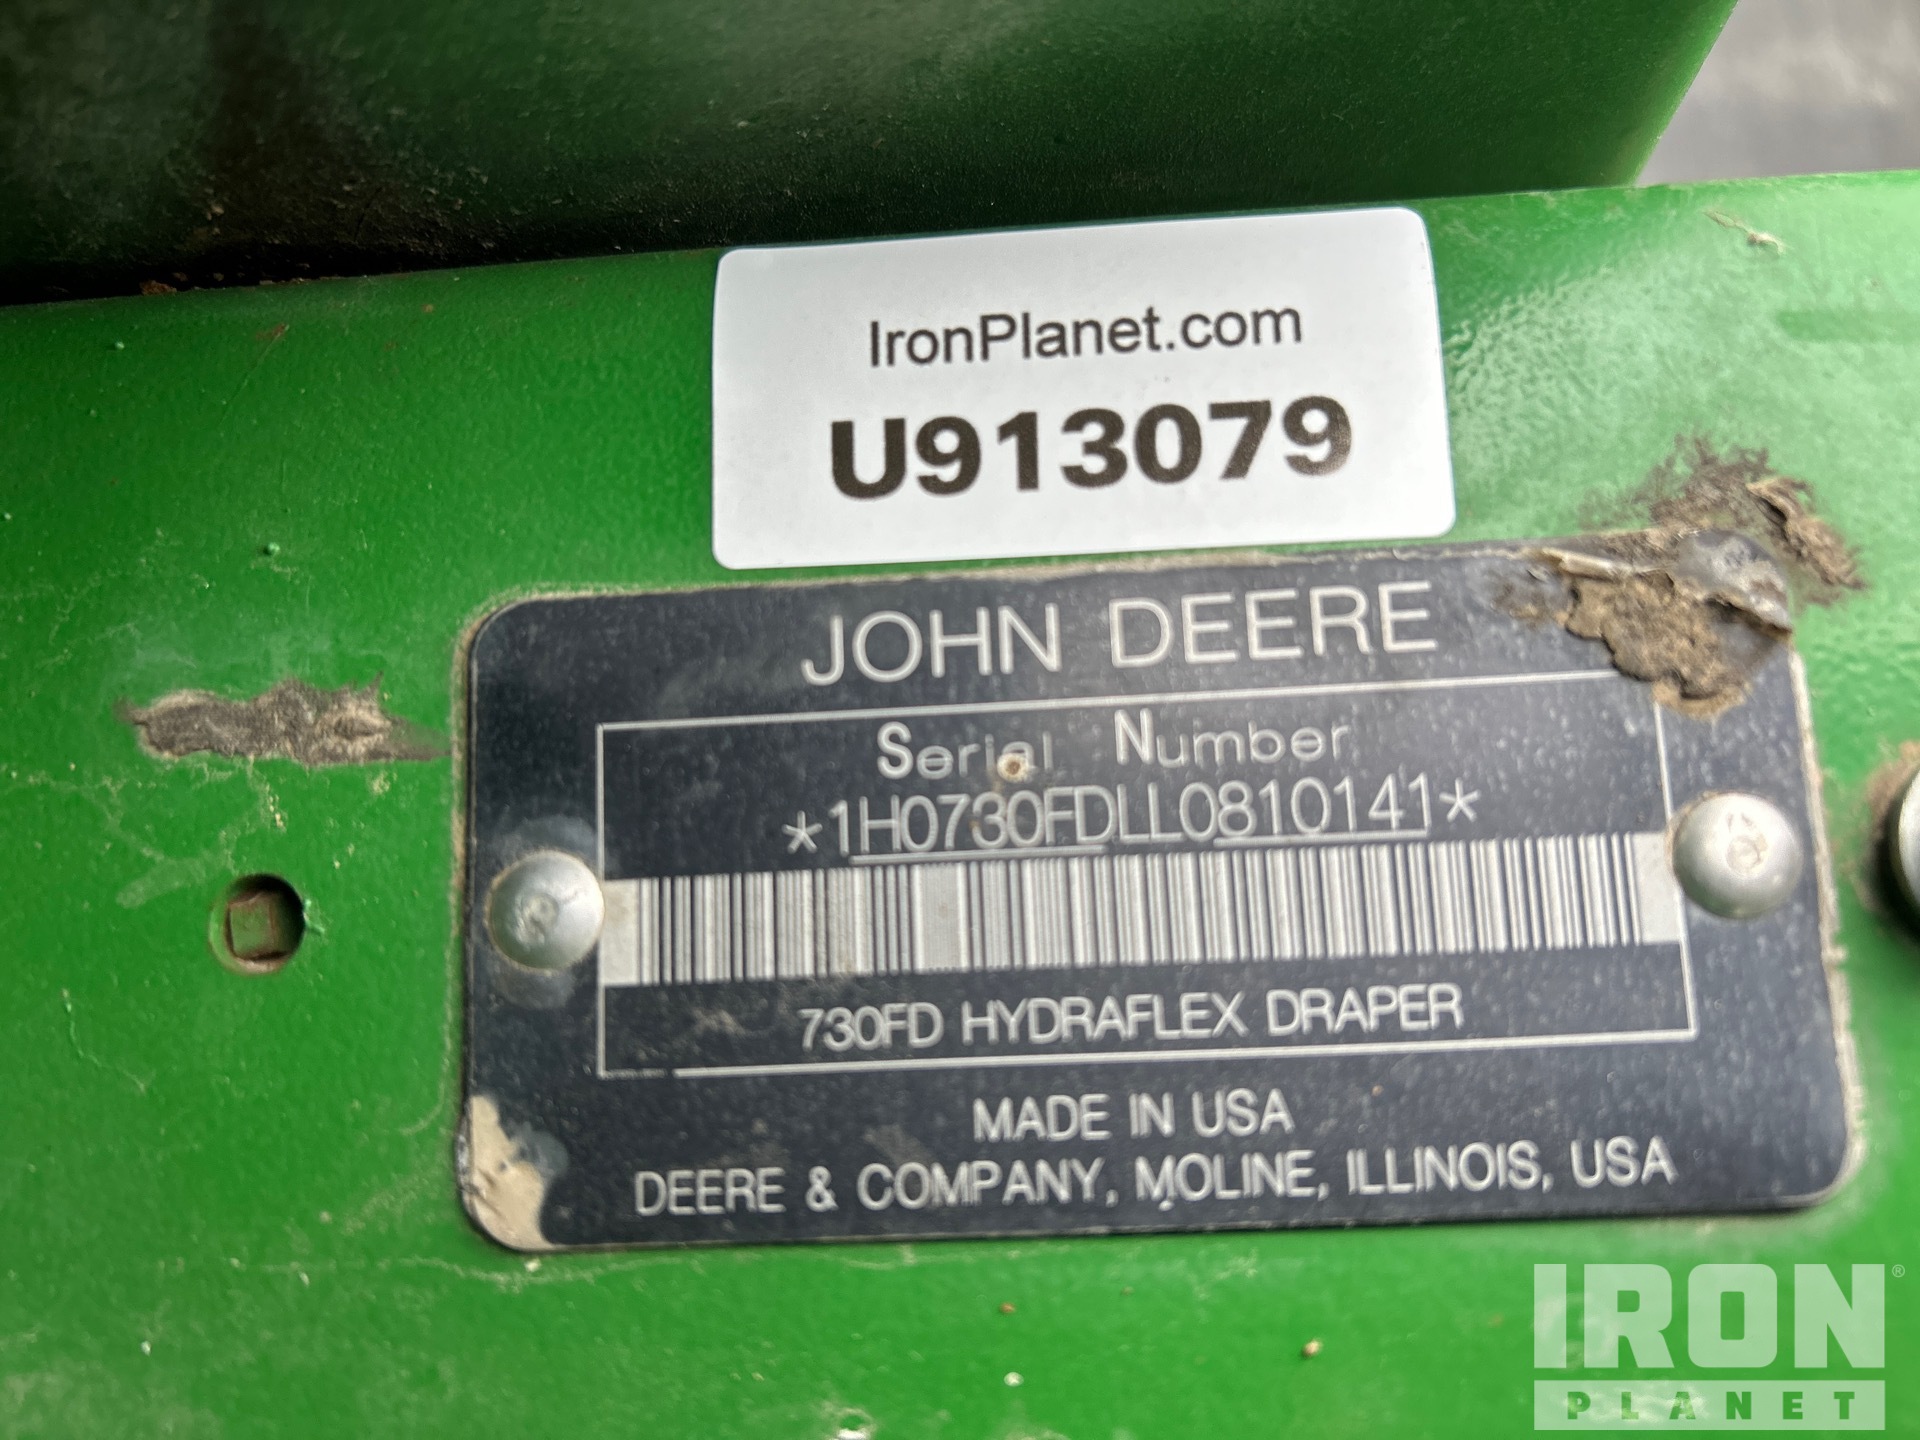 IronPlanet.com
U913079
JOHN DEERE
Serial Number
*1H0730FDLL0810141*
730FD HYDRAFLEX DRAPER
MADE IN USA
DEERE & COMPANY, MOLINE, ILLINOIS, USA
IRON®
PLANET